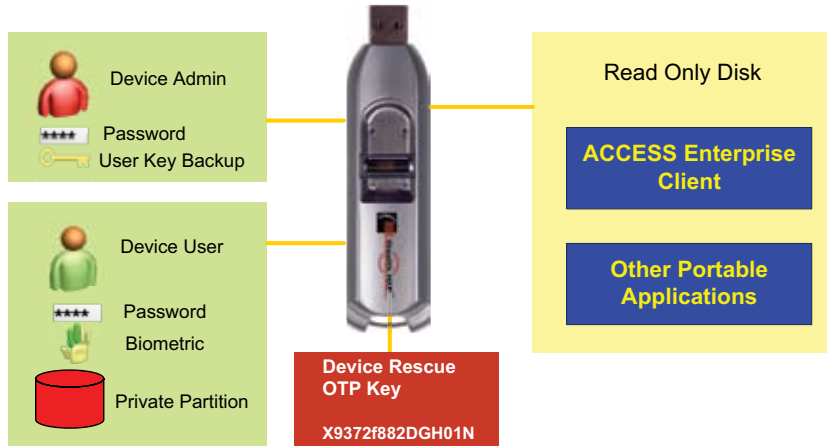 Device Admin
****
Password
User Key Backup
Device User
****
Password
Biometric
Private Partition
Device Rescue
OTP Key
X9372f882DGH01N
Read Only Disk
ACCESS Enterprise
Client
Other Portable
Applications